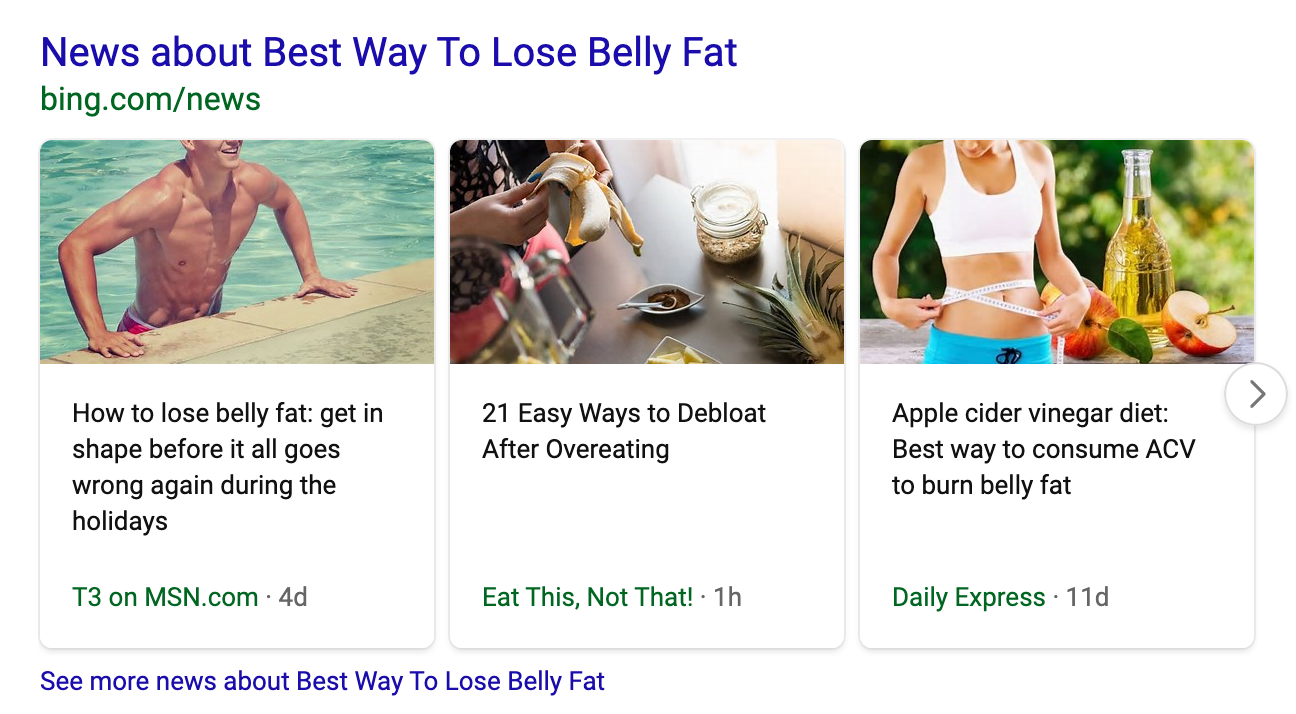 News about Best Way To Lose Belly Fat
bing.com/news
How to lose belly fat: get in
shape before it all goes
wrong again during the
holidays
T3 on MSN.com · 4d
21 Easy Ways to Debloat
After Overeating
Eat This, Not That! · 1h
Apple cider vinegar diet:
Best way to consume ACV
to burn belly fat
Daily Express · 11d
See more news about Best Way To Lose Belly Fat